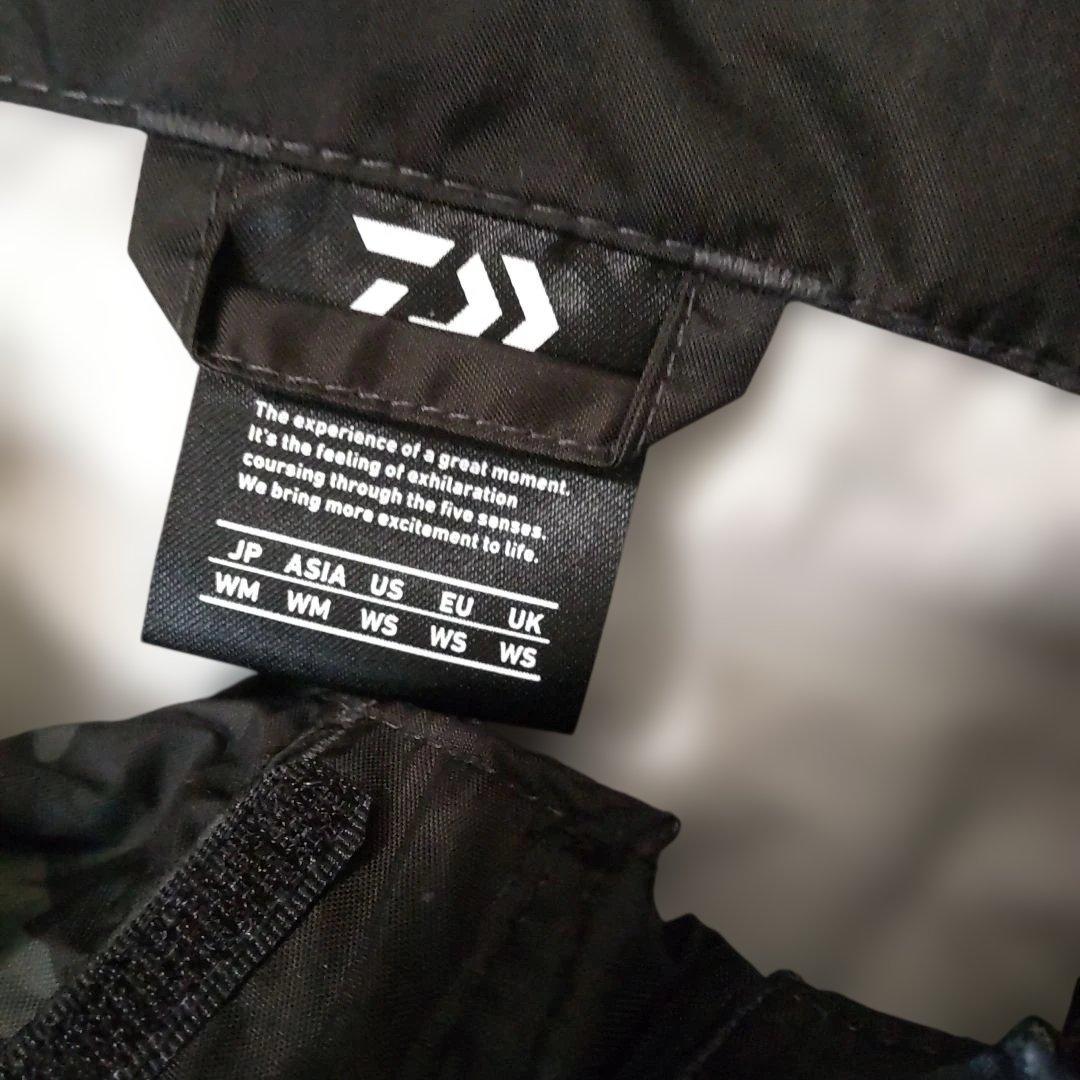 The experience of a great moment.
It's the feeling of exhilaration
coursing through the five senses.
We bring more excitement to life.
JP ASIA US EU UK
WM WM WS WS WS